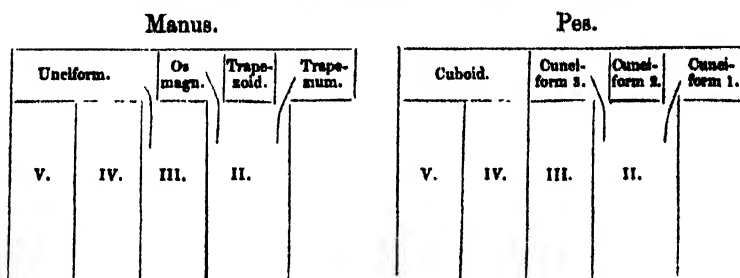 Manus. Pes.
Unciform. Os magn. Trape-zoid. Trape-zium. Cuboid. Cunei-form 3. Cunei-form 2. Cunei-form 1.
V. IV. III. II. V. IV. III. II.